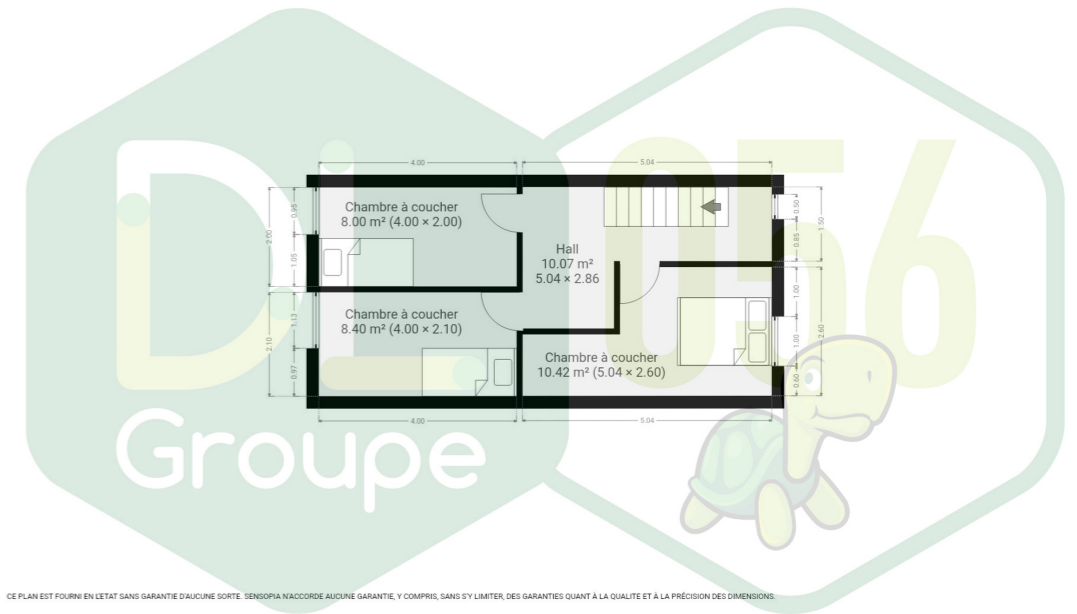 4.00
5.04
Chambre à coucher
8.00 m² (4.00 × 2.00)
0.95
2.00
1.05
Hall
10.07 m²
5.04 × 2.86
0.50
1.50
0.85
Chambre à coucher
8.40 m² (4.00 × 2.10)
1.13
2.10
0.97
Chambre à coucher
10.42 m² (5.04 × 2.60)
1.00
1.00
2.60
0.60
4.00
5.04
Di
Groupe
056
CE PLAN EST FOURNI EN L'ETAT SANS GARANTIE D'AUCUNE SORTE. SENSOPIA N'ACCORDE AUCUNE GARANTIE, Y COMPRIS, SANS S'Y LIMITER, DES GARANTIES QUANT À LA QUALITE ET À LA PRÉCISION DES DIMENSIONS.